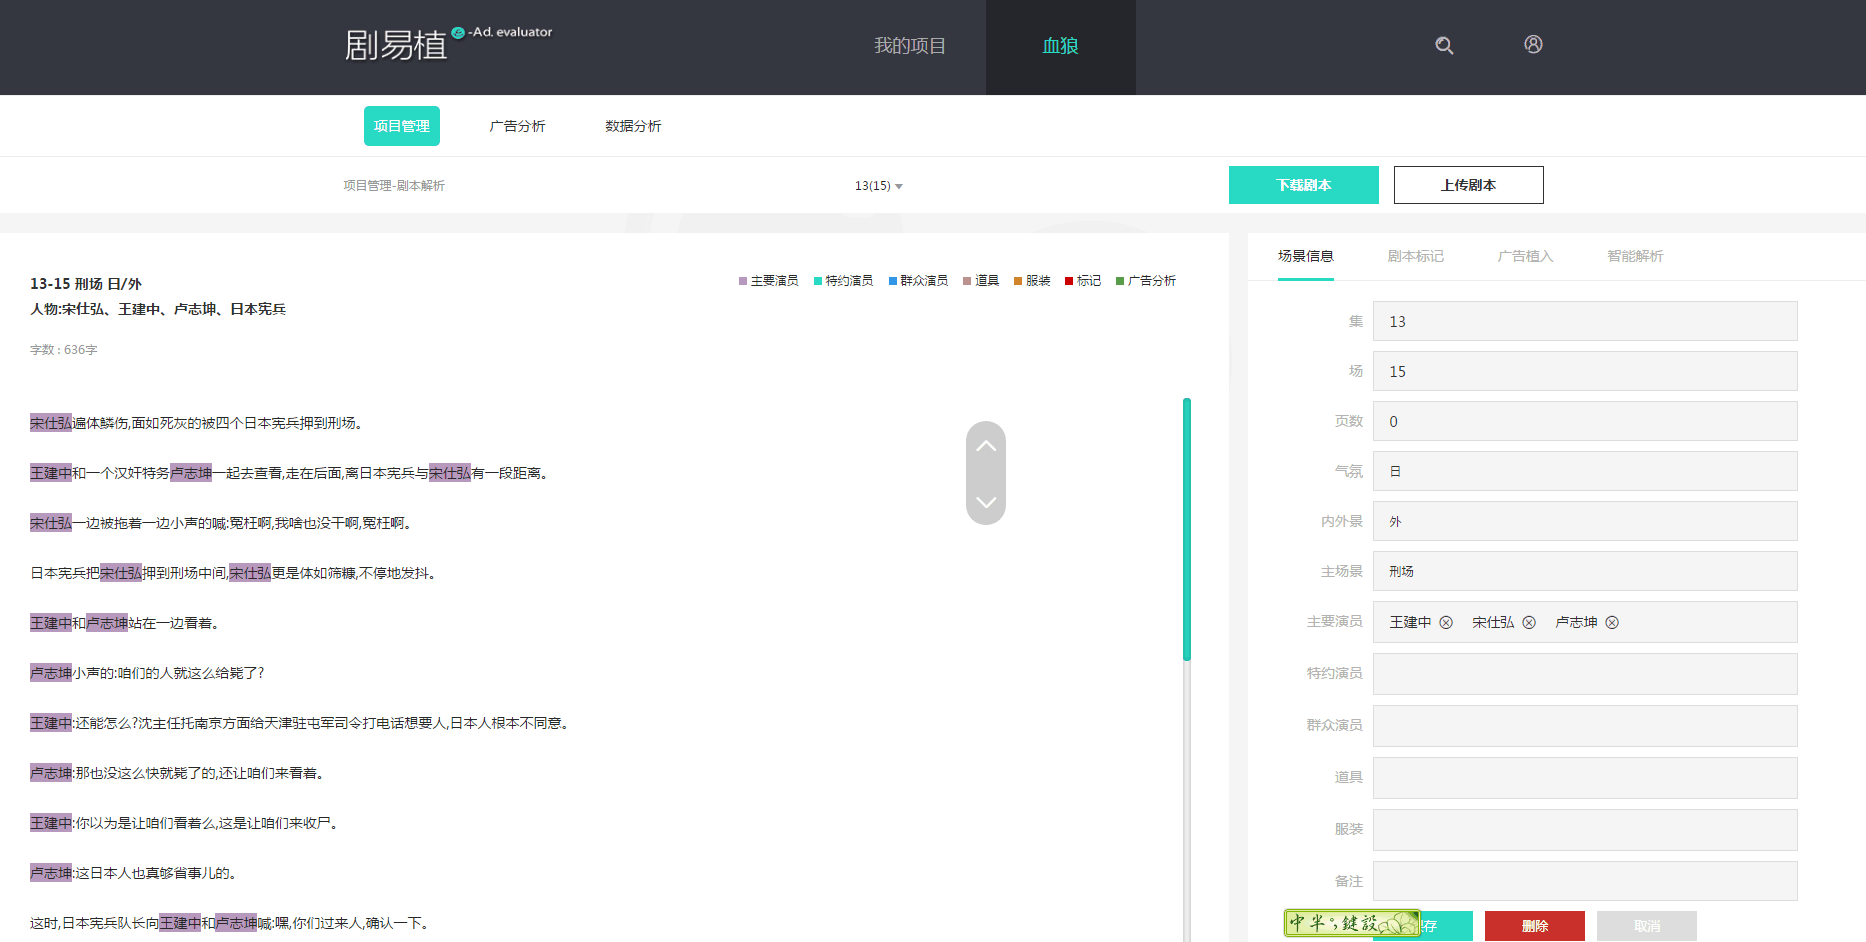 剧易植 -Ad. evaluator
我的项目
血狼
项目管理
广告分析
数据分析
项目管理-剧本解析
13(15)
下载剧本
上传剧本
13-15 刑场 日/外
人物:宋仕弘、王建中、卢志坤、日本宪兵
字数 : 636字
主要演员 特约演员 群众演员 道具 服装 标记 广告分析
宋仕弘遍体鳞伤,面如死灰的被四个日本宪兵押到刑场。
王建中和一个汉奸特务卢志坤一起去查看,走在后面,离日本宪兵与宋仕弘有一段距离。
宋仕弘一边被拖着一边小声的喊:冤枉啊,我啥也没干啊,冤枉啊。
日本宪兵把宋仕弘押到刑场中间,宋仕弘更是体如筛糠,不停地发抖。
王建中和卢志坤站在一边看着。
卢志坤小声的:咱们的人就这么给毙了?
王建中:还能怎么?沈主任托南京方面给天津驻屯军司令打电话想要人,日本人根本不同意。
卢志坤:那也没这么快就毙了的,还让咱们来看着。
王建中:你以为是让咱们看着么,这是让咱们来收尸。
卢志坤:这日本人也真够省事儿的。
这时,日本宪兵队长向王建中和卢志坤喊:嘿,你们过来人,确认一下。
场景信息
剧本标记
广告植入
智能解析
集 13
场 15
页数 0
气氛 日
内外景 外
主场景 刑场
主要演员 王建中 宋仕弘 卢志坤
特约演员
群众演员
道具
服装
备注
中半;鍵設
存
删除
取消